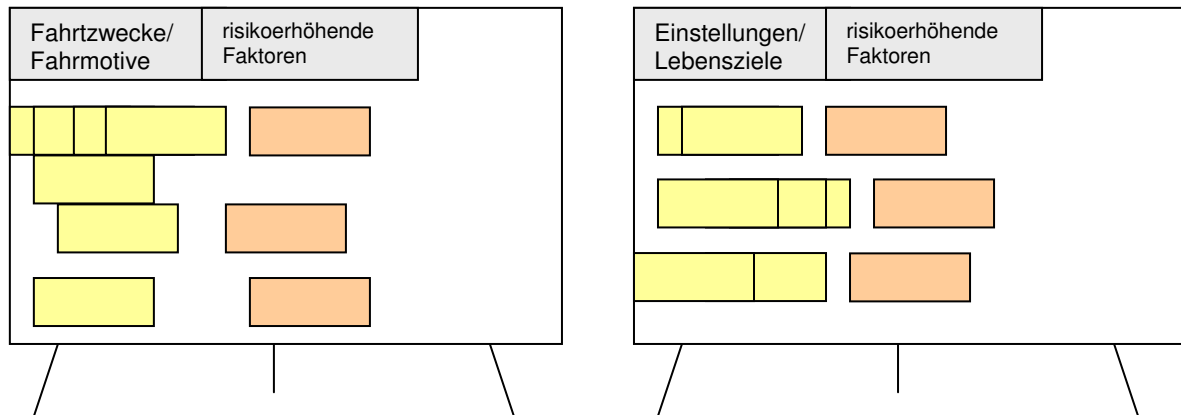 Fahrtzwecke/
Fahrmotive
risikoerhöhende
Faktoren
Einstellungen/
Lebensziele
risikoerhöhende
Faktoren